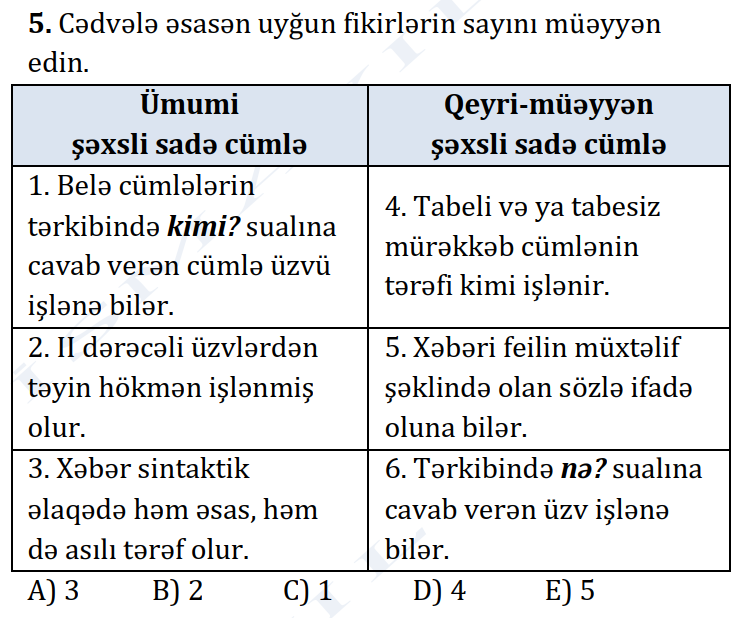 5. Cədvələ əsasən uyğun fikirlərin sayını müəyyən
edin.
Ümumi
şəxsli sadə cümlə
Qeyri-müəyyən
şəxsli sadə cümlə
1. Belə cümlələrin
tərkibində kimi? sualına
cavab verən cümlə üzvü
işlənə bilər.
4. Tabeli və ya tabesiz
mürəkkəb cümlənin
tərəfi kimi işlənir.
2. II dərəcəli üzvlərdən
təyin hökmən işlənmiş
olur.
5. Xəbəri feilin müxtəlif
şəklində olan sözlə ifadə
oluna bilər.
3. Xəbər sintaktik
əlaqədə həm əsas, həm
də asılı tərəf olur.
6. Tərkibində nə? sualına
cavab verən üzv işlənə
bilər.
A) 3 B) 2 C) 1 D) 4 E) 5